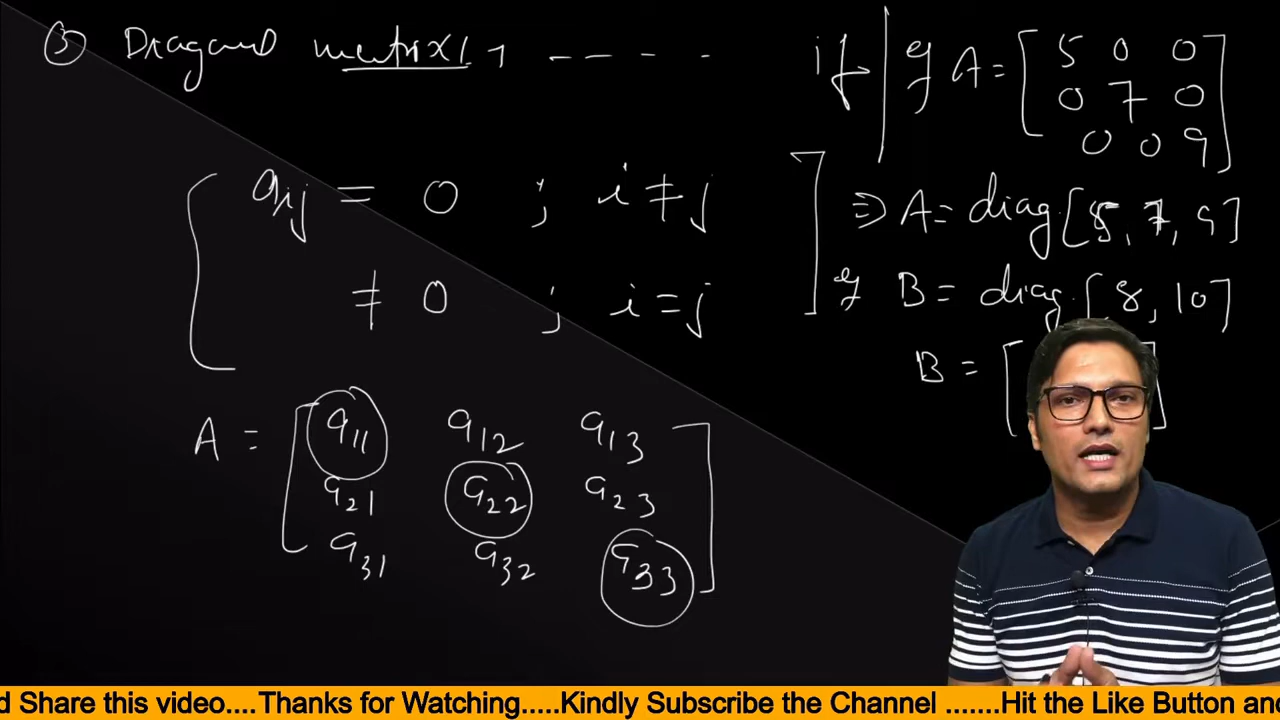 ③ Diagonal matrix :→ ---- if
aij = 0 ; i ≠ j
≠ 0 ; i = j
A = [ a11 a12 a13
a21 a22 a23
a31 a32 a33 ]
eg A = [ 5 0 0
0 7 0
0 0 9 ]
⇒ A = diag [5, 7, 9]
eg B = diag. [8, 10]
B = [ ]
d Share this video....Thanks for Watching.....Kindly Subscribe the Channel .......Hit the Like Button and